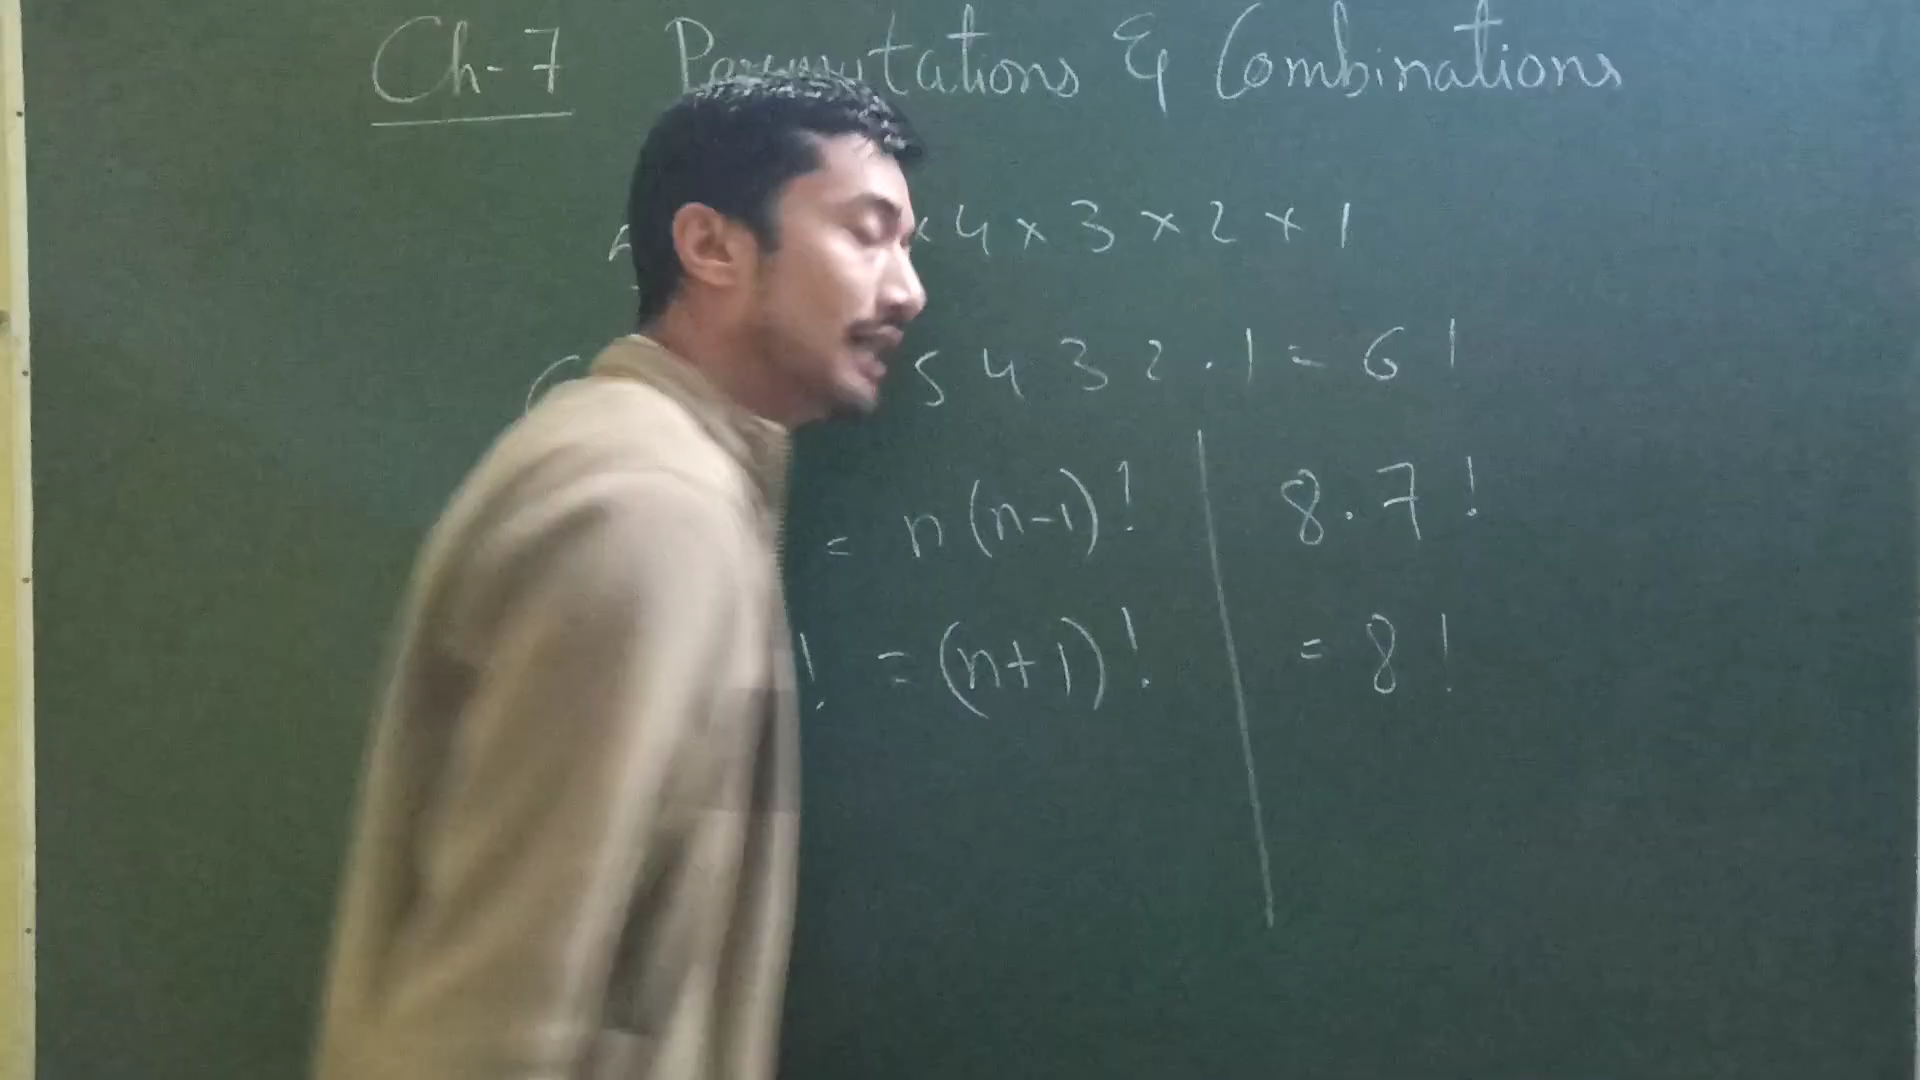 Ch-7 Permutations & Combinations
× 4 × 3 × 2 × 1
5 4 3 2 . 1 = 6 !
= n (n-1) ! 8 . 7 !
! = (n+1) ! = 8 !